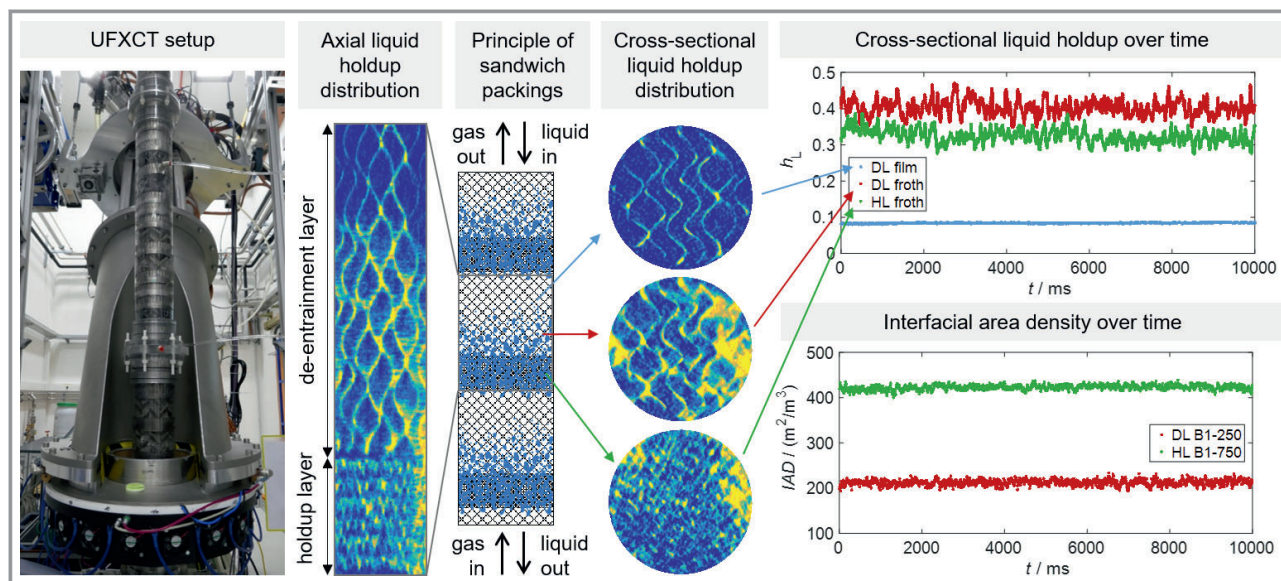 UFXCT setup
Axial liquid
holdup
distribution
Principle of
sandwich
packings
Cross-sectional
liquid holdup
distribution
Cross-sectional liquid holdup over time
de-entrainment layer
holdup layer
gas
out
liquid
in
gas
in
liquid
out
0.5
0.4
0.3
0.2
0.1
0
hL
DL film
DL froth
HL froth
0 2000 4000 6000 8000 10000
t / ms
Interfacial area density over time
500
400
300
200
100
IAD / (m²/m³)
DL B1-250
HL B1-750
0 2000 4000 6000 8000 10000
t / ms